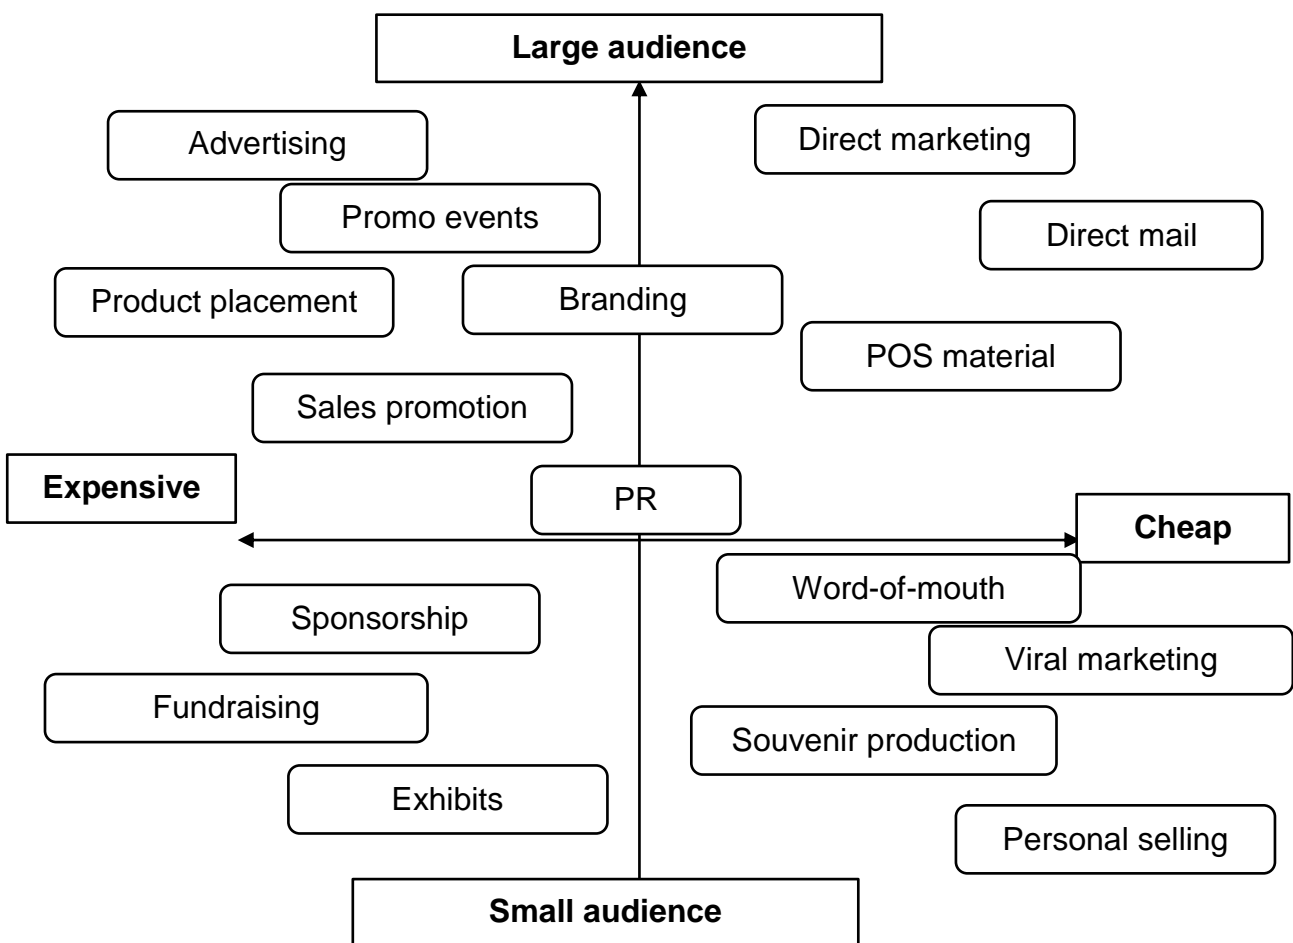 Large audience
Advertising
Direct marketing
Promo events
Direct mail
Product placement
Branding
POS material
Sales promotion
Expensive
PR
Cheap
Word-of-mouth
Sponsorship
Viral marketing
Fundraising
Souvenir production
Exhibits
Personal selling
Small audience